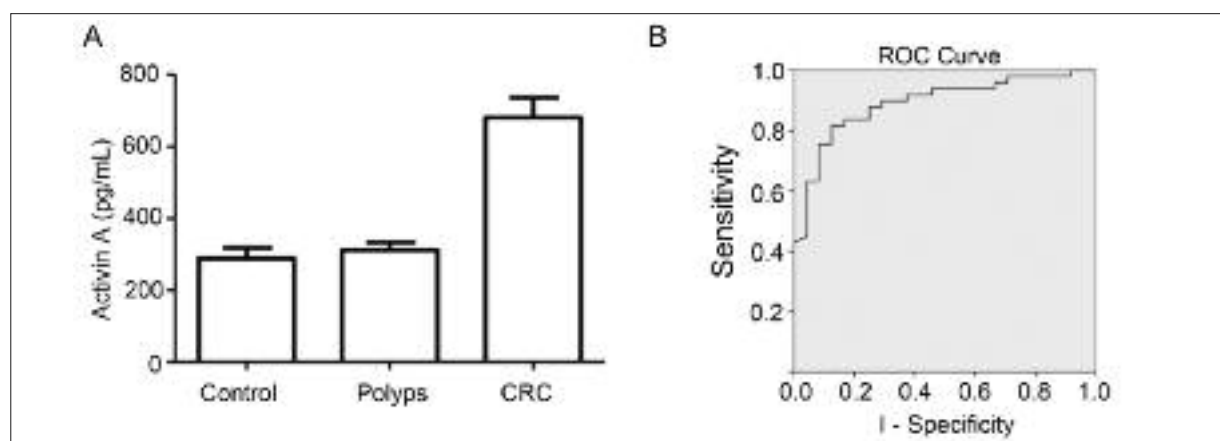 A
Activin A (pg/mL)
800
600
400
200
0
Control Polyps CRC
B
ROC Curve
Sensitivity
1.0
0.8
0.6
0.4
0.2
0.0 0.2 0.4 0.6 0.8 1.0
I - Specificity